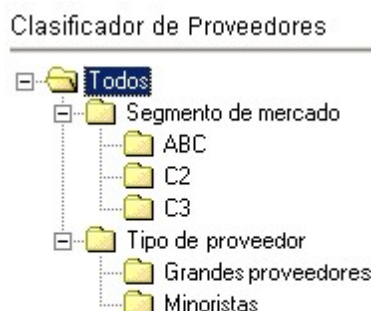 Clasificador de Proveedores
Todos
Segmento de mercado
ABC
C2
C3
Tipo de proveedor
Grandes proveedores
Minoristas